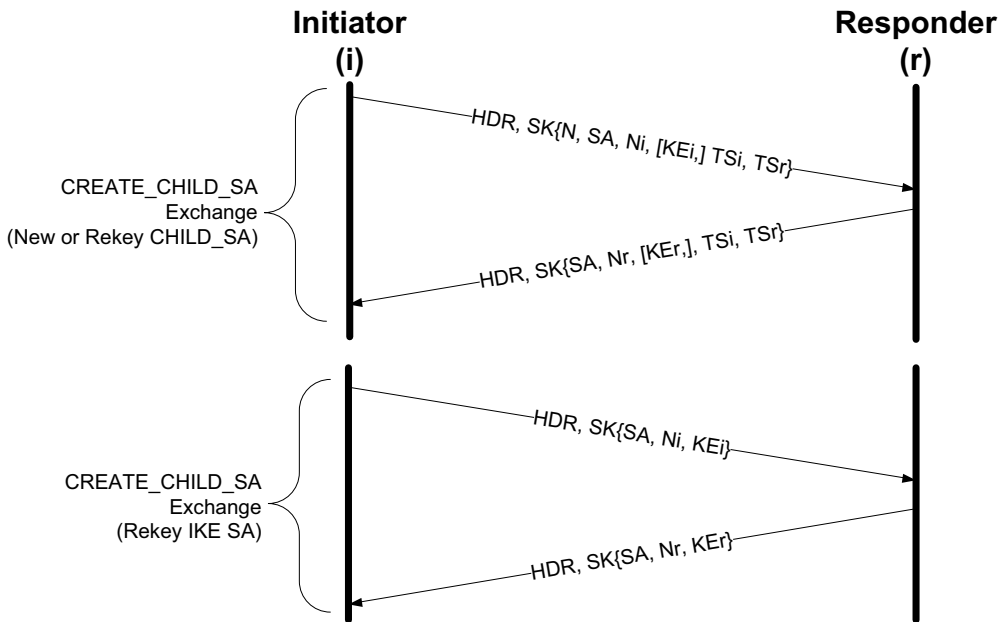 Initiator
(i)
Responder
(r)
HDR, SK{N, SA, Ni, [KEi,] TSi, TSr}
CREATE_CHILD_SA
Exchange
(New or Rekey CHILD_SA)
HDR, SK{SA, Nr, [KEr,], TSi, TSr}
HDR, SK{SA, Ni, KEi}
CREATE_CHILD_SA
Exchange
(Rekey IKE SA)
HDR, SK{SA, Nr, KEr}